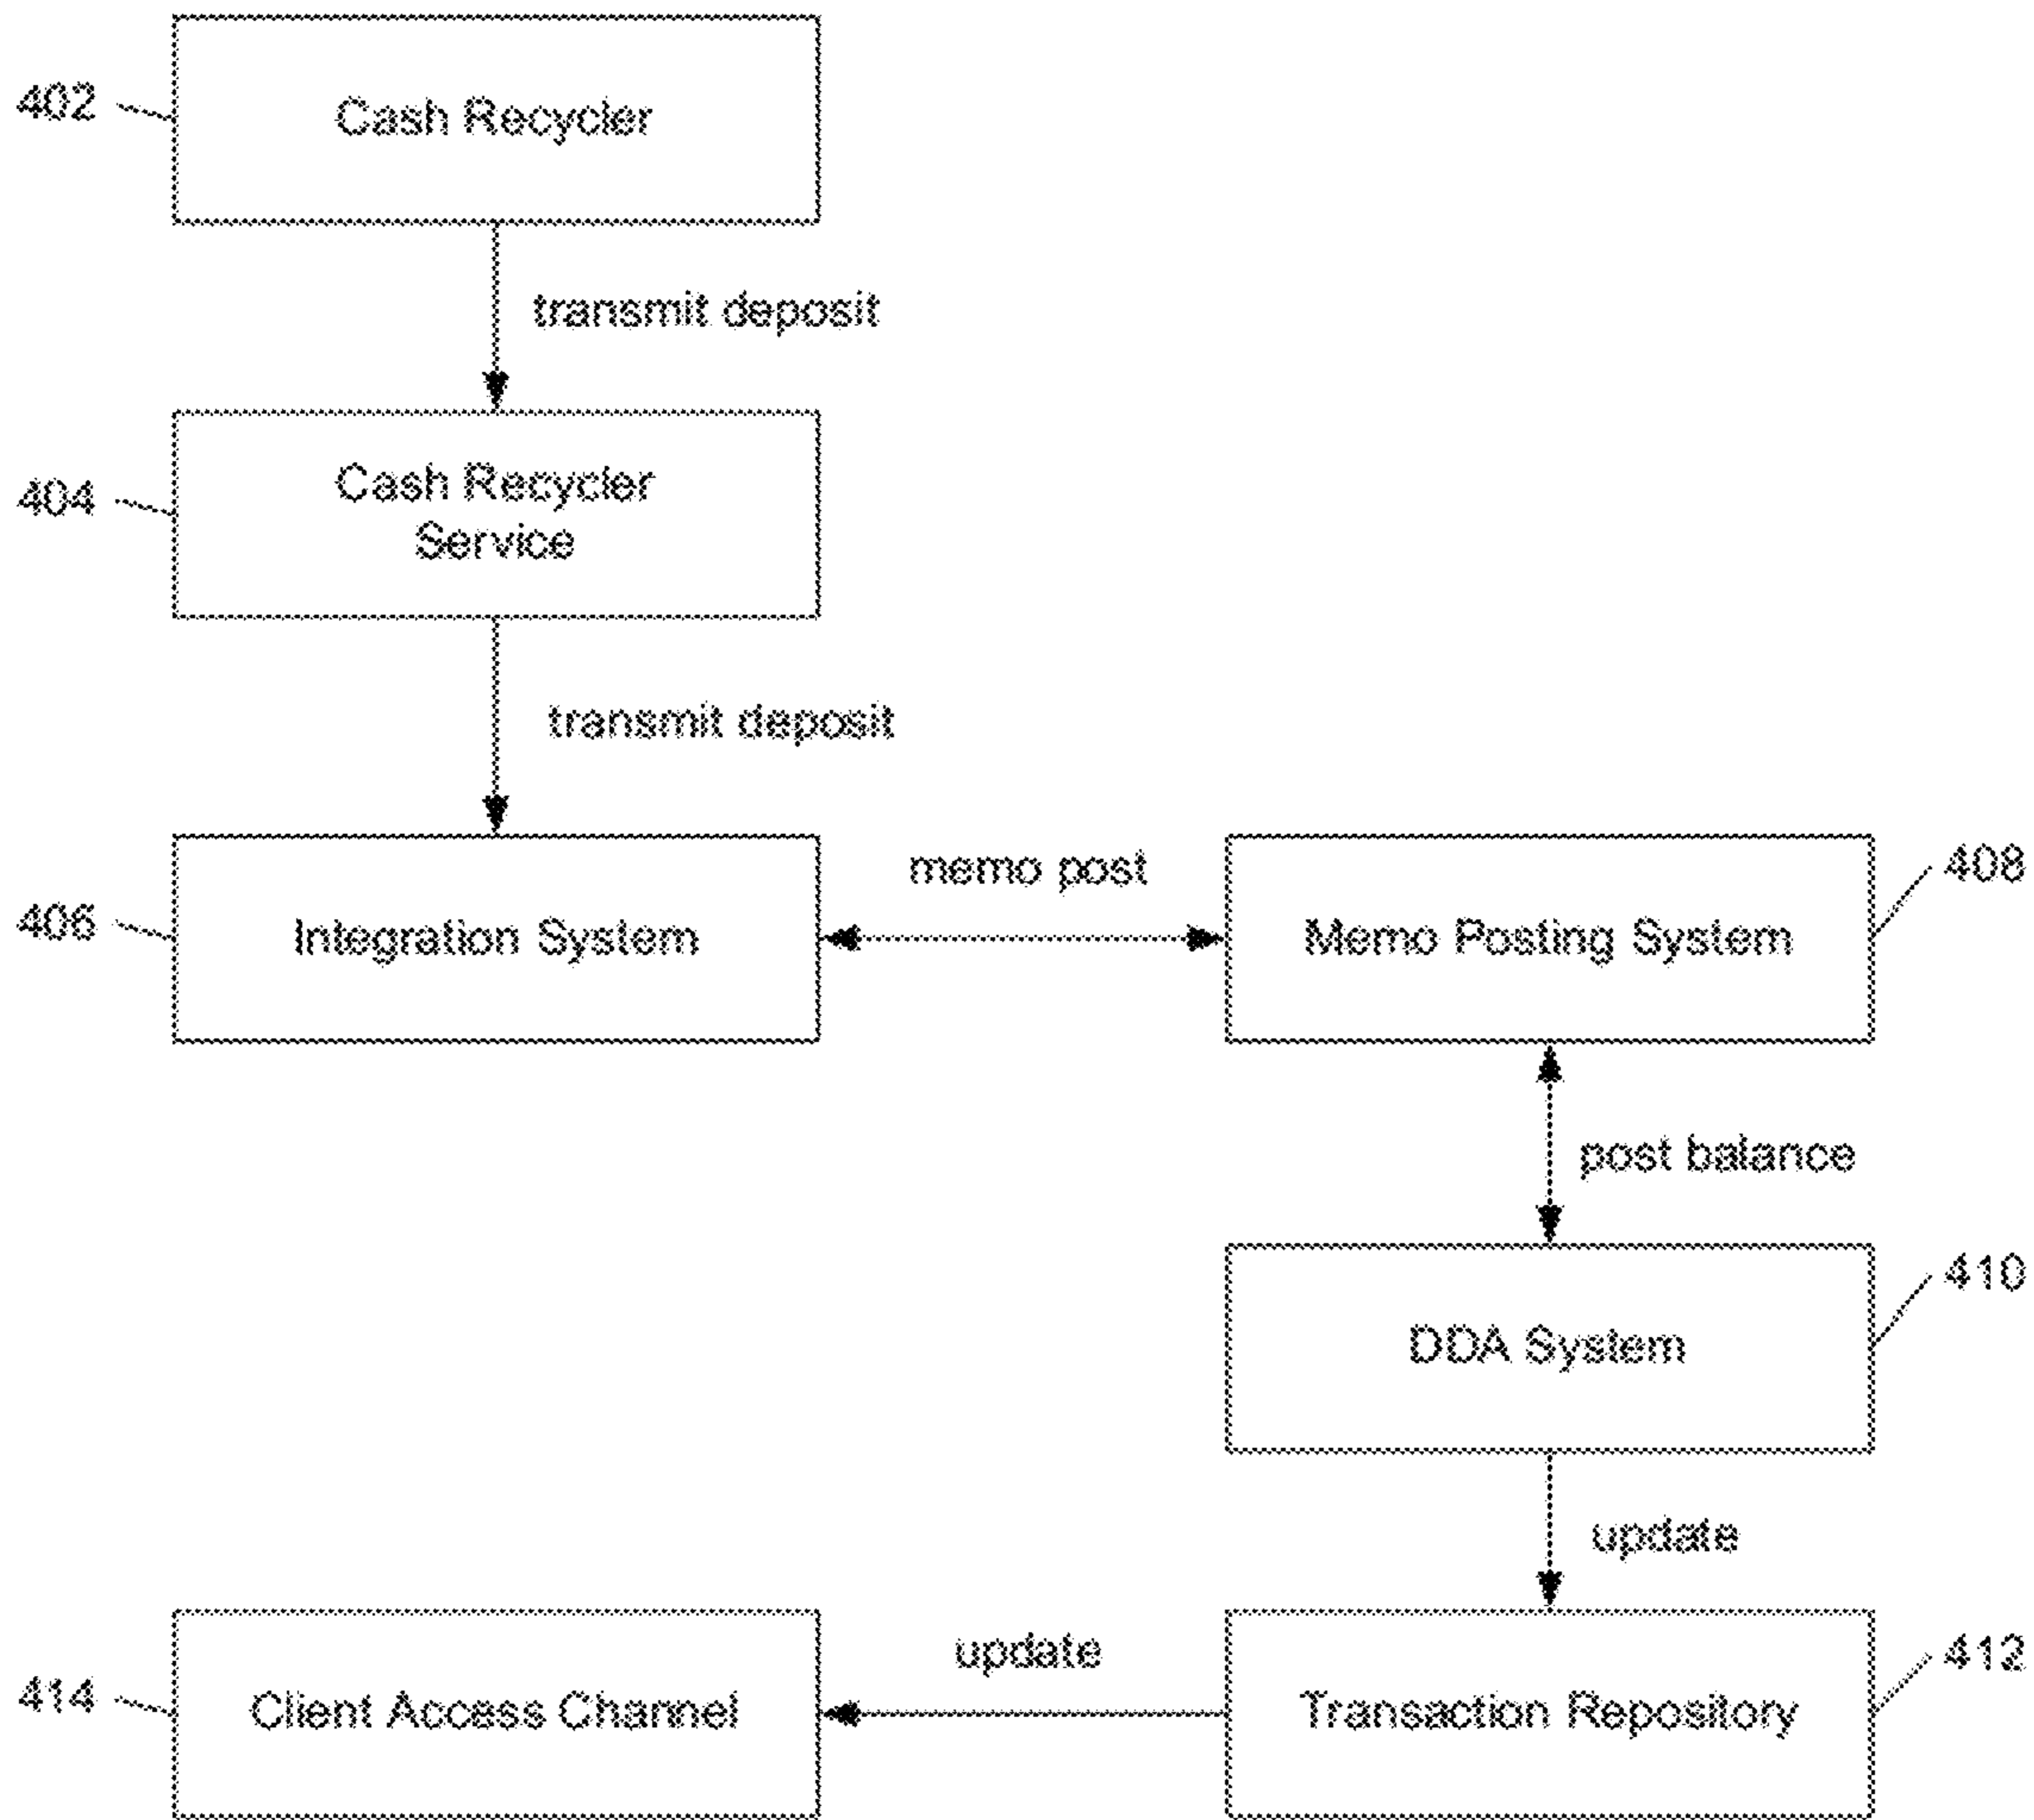 402
Cash Recycler
transmit deposit
404
Cash Recycler
Service
transmit deposit
406
Integration System
memo post
Memo Posting System
408
post balance
DDA System
410
update
414
Client Access Channel
update
Transaction Repository
412